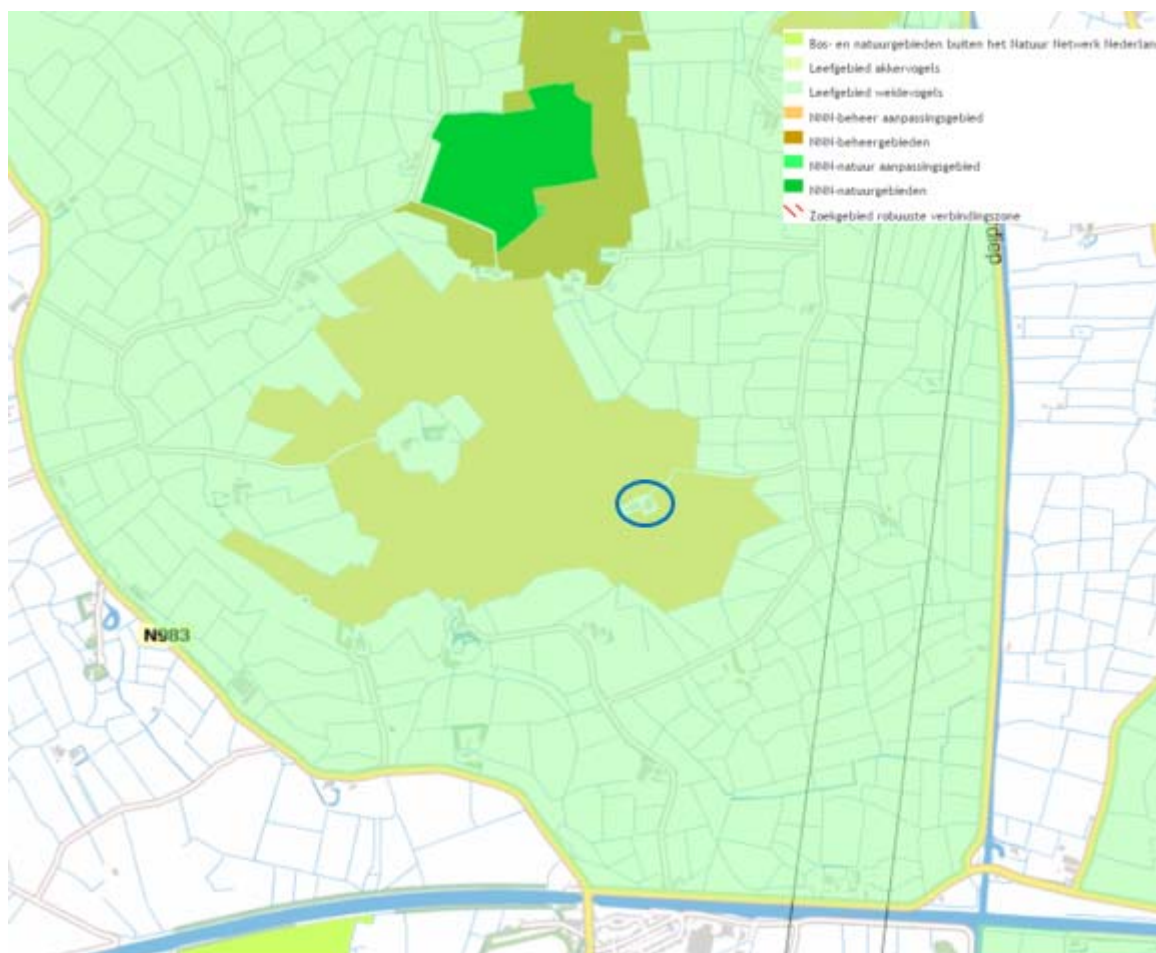 Bos- en natuurgebieden buiten het Natuur Netwerk Nederlan
Leefgebied akkervogels
Leefgebied weidevogels
NNN-beheer aanpassingsgebied
NNN-beheergebieden
NNN-natuur aanpassingsgebied
NNN-natuurgebieden
Zoekgebied robuuste verbindingszone
N983